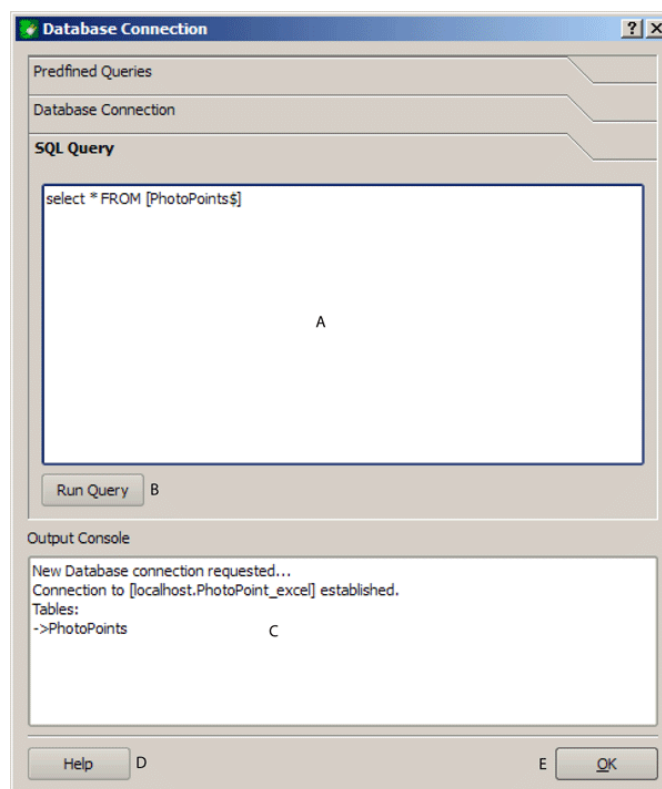 Database Connection
? X
Predfined Queries
Database Connection
SQL Query
select * FROM [PhotoPoints$]
A
Run Query B
Output Console
New Database connection requested...
Connection to [localhost.PhotoPoint_excel] established.
Tables:
->PhotoPoints
C
Help D E OK